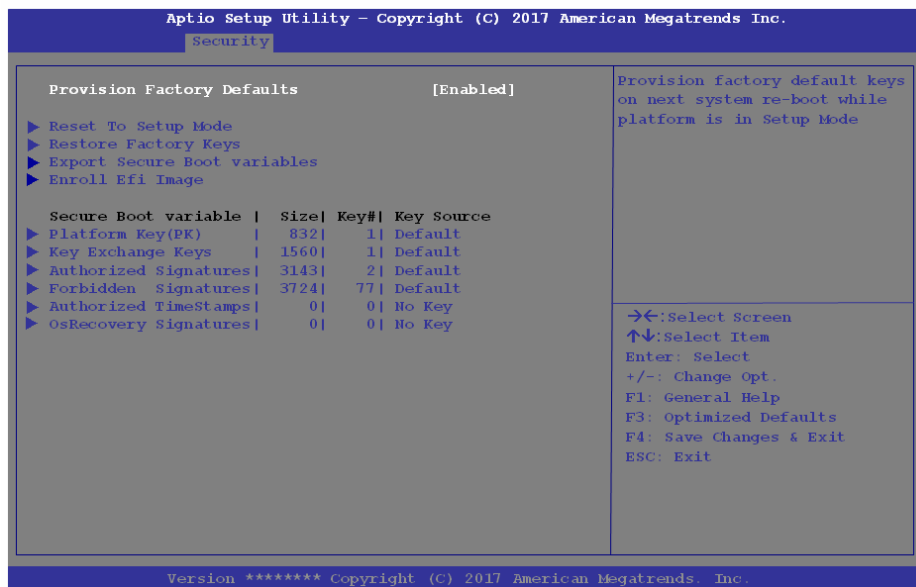 Aptio Setup Utility – Copyright (C) 2017 American Megatrends Inc.
Security
Provision Factory Defaults [Enabled]
Reset To Setup Mode
Restore Factory Keys
Export Secure Boot variables
Enroll Efi Image
Secure Boot variable | Size| Key#| Key Source
Platform Key(PK) | 832| 1| Default
Key Exchange Keys | 1560| 1| Default
Authorized Signatures| 3143| 2| Default
Forbidden Signatures| 3724| 77| Default
Authorized TimeStamps| 0| 0| No Key
OsRecovery Signatures| 0| 0| No Key
Provision factory default keys
on next system re-boot while
platform is in Setup Mode
→←:Select Screen
↑↓:Select Item
Enter: Select
+/-: Change Opt.
F1: General Help
F3: Optimized Defaults
F4: Save Changes & Exit
ESC: Exit
Version ******** Copyright (C) 2017 American Megatrends. Inc.